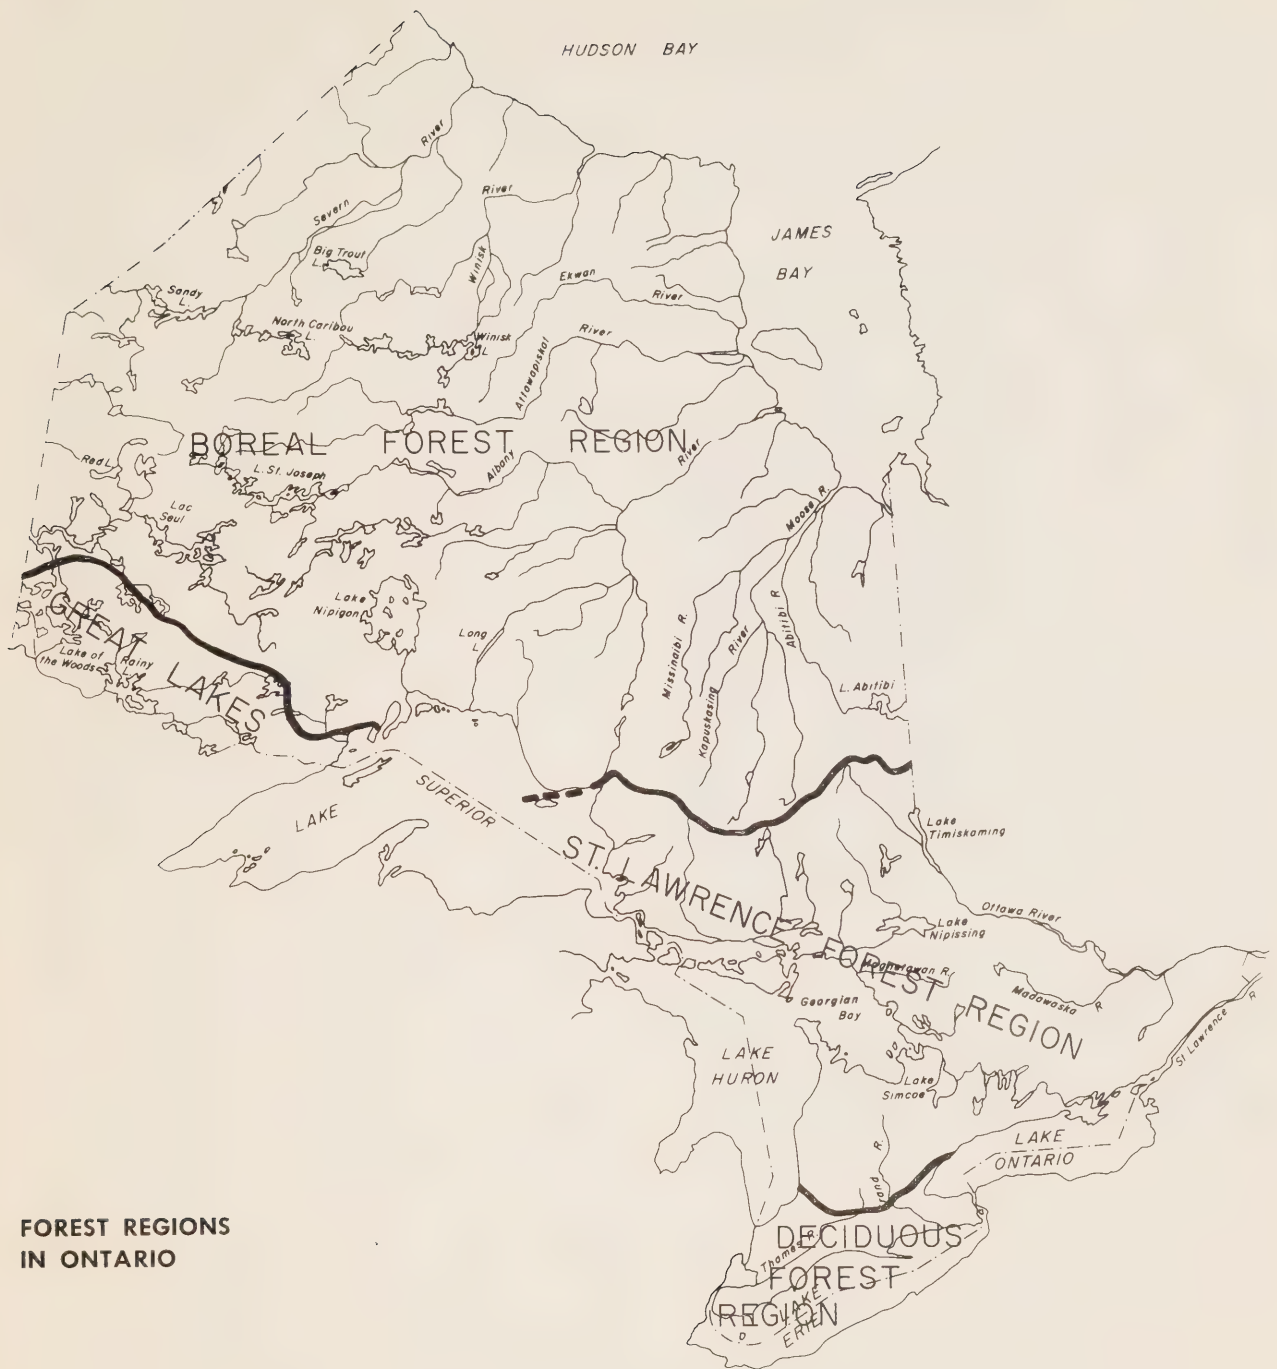 HUDSON BAY
River
River
JAMES
BAY
Severn
Big Trout
L.
Winisk
Ekwan
River
Sandy
L.
North Caribou
L.
Winisk
L.
River
Attawapiskat
BOREAL FOREST REGION
River
Red L.
L. St. Joseph
Albany
Lac
Seul
Moose R.
Lake
Nipigon
Long
L.
Missinaibi R.
River
Kapuskasing
Abitibi R
L. Abitibi
GREAT LAKES
Lake of
the Woods
Rainy
L.
LAKE
SUPERIOR
Lake
Timiskaming
ST. LAWRENCE FOREST REGION
Ottawa River
Lake
Nipissing
Magnetawan R.
Madawaska R
Georgian
Bay
St Lawrence R
LAKE
HURON
Lake
Simcoe
LAKE
ONTARIO
R.
DECIDUOUS
FOREST
REGION
Thames R.
LAKE
ERIE
FOREST REGIONS
IN ONTARIO